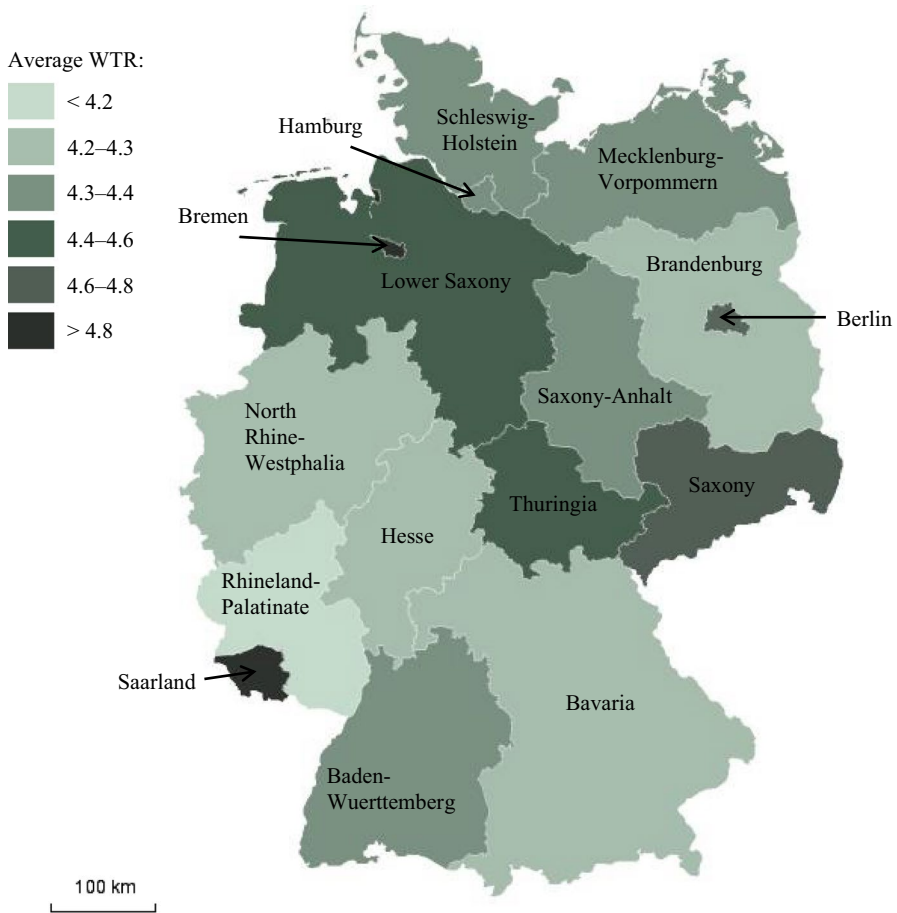 Average WTR:
< 4.2
4.2–4.3
4.3–4.4
4.4–4.6
4.6–4.8
> 4.8
Hamburg
Schleswig-
Holstein
Mecklenburg-
Vorpommern
Bremen
Lower Saxony
Brandenburg
Berlin
North
Rhine-
Westphalia
Saxony-Anhalt
Saxony
Thuringia
Hesse
Rhineland-
Palatinate
Saarland
Bavaria
Baden-
Wuerttemberg
100 km